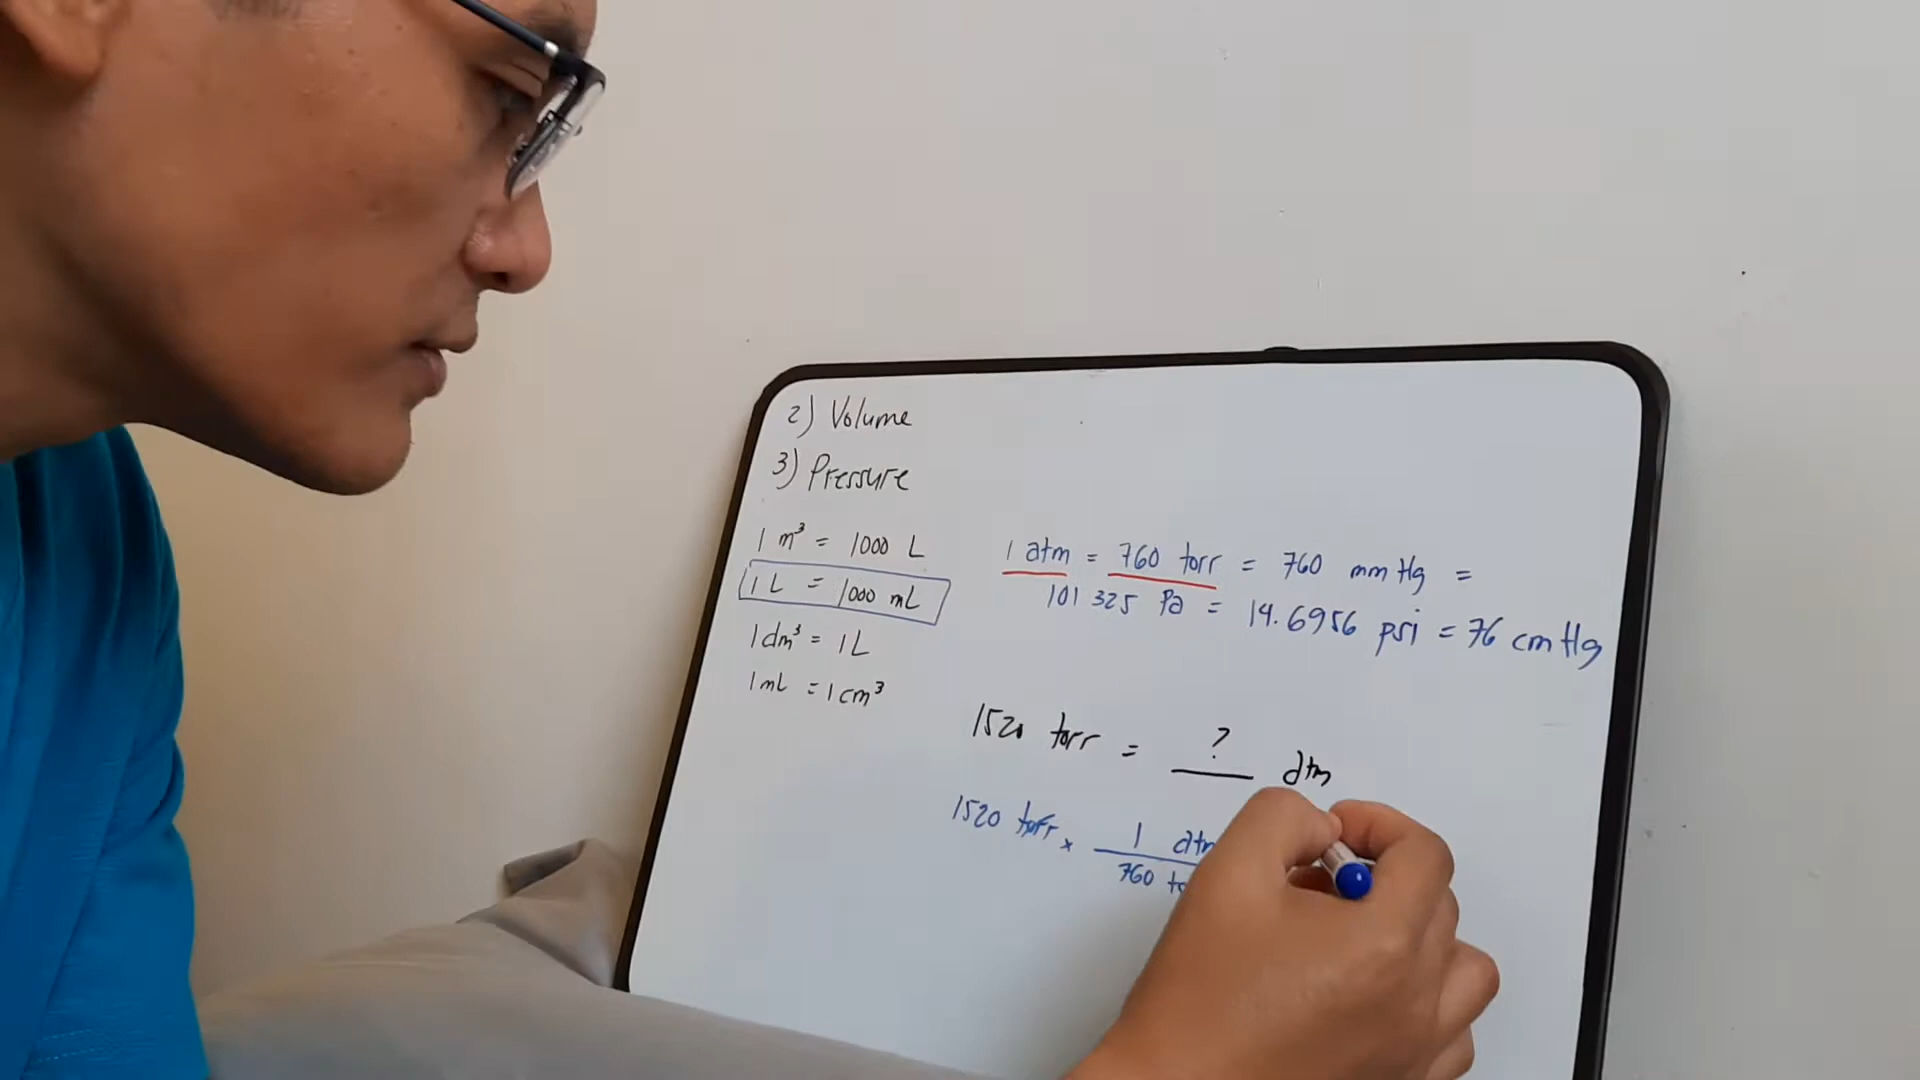 2) Volume
3) Pressure
1 m³ = 1000 L
1 L = 1000 mL
1 dm³ = 1 L
1 mL = 1 cm³
1 atm = 760 torr = 760 mm Hg =
101 325 Pa = 14.6956 psi = 76 cm Hg
1520 torr = ? atm
1520 torr x 1 atm
760 to